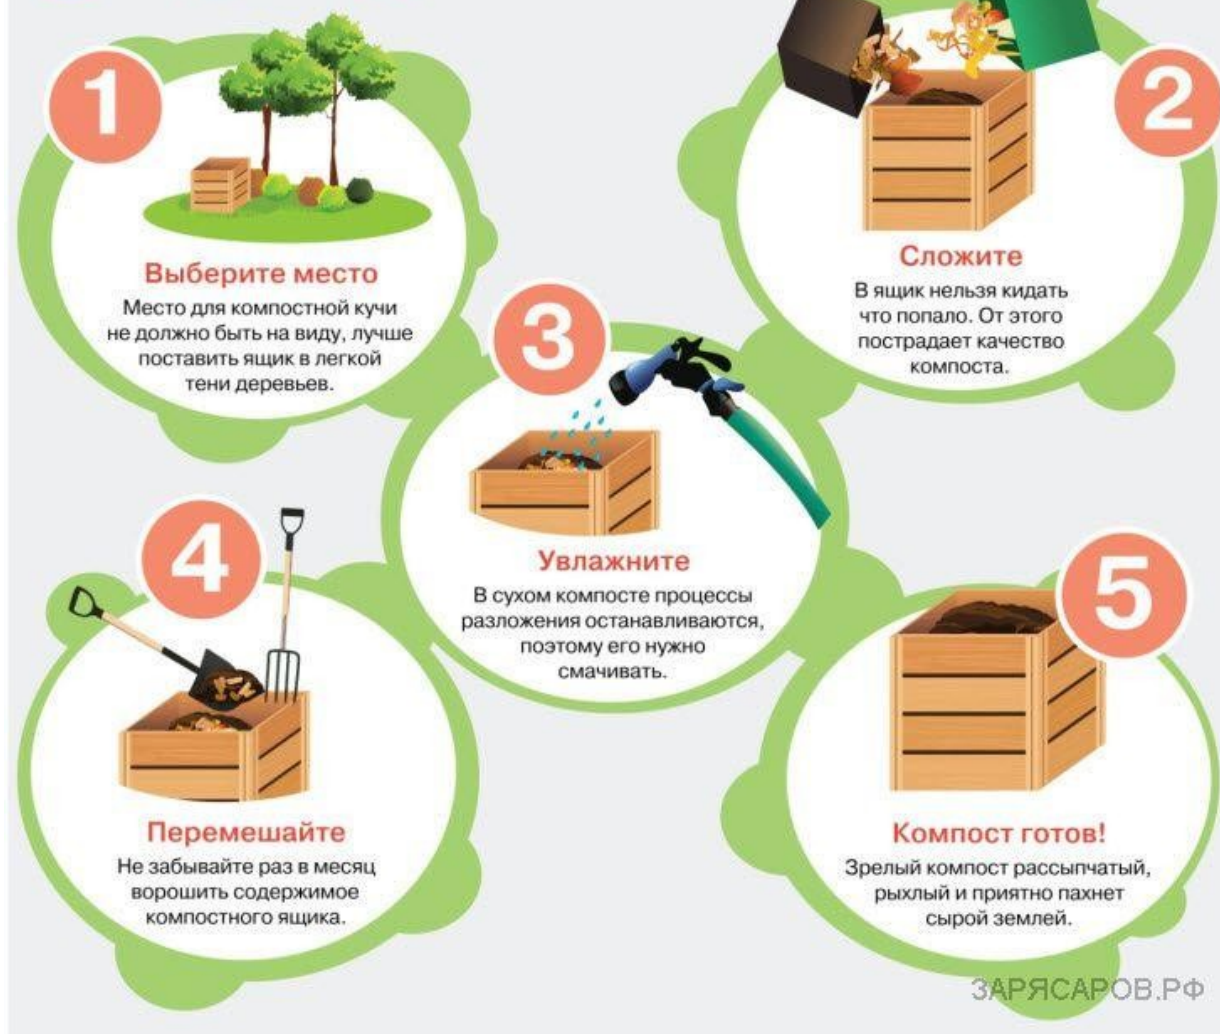 1
Выберите место
Место для компостной кучи
не должно быть на виду, лучше
поставить ящик в легкой
тени деревьев.
2
Сложите
В ящик нельзя кидать
что попало. От этого
пострадает качество
компоста.
3
Увлажните
В сухом компосте процессы
разложения останавливаются,
поэтому его нужно
смачивать.
4
Перемешайте
Не забывайте раз в месяц
ворошить содержимое
компостного ящика.
5
Компост готов!
Зрелый компост рассыпчатый,
рыхлый и приятно пахнет
сырой землей.
ЗАРЯСАРОВ.РФ